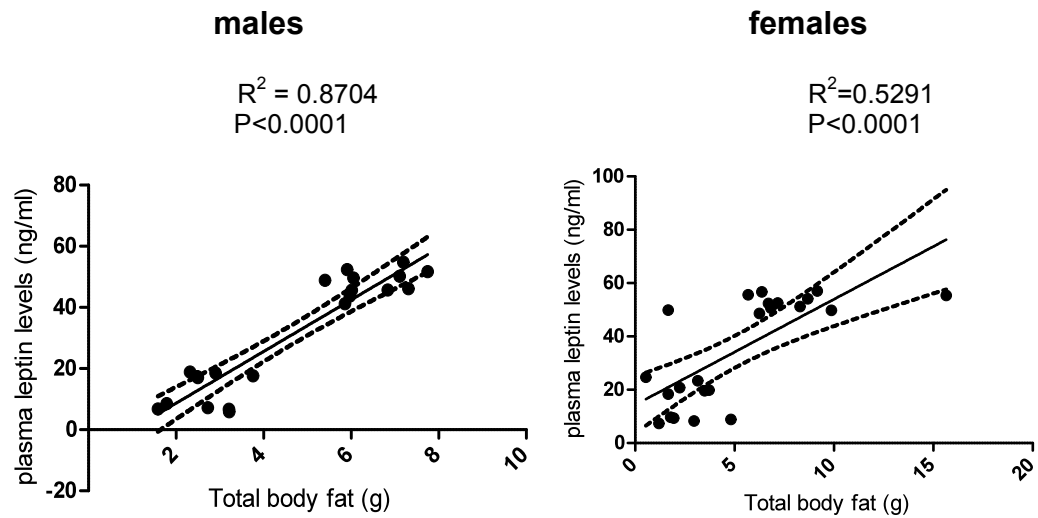 males
R² = 0.8704
P<0.0001
plasma leptin levels (ng/ml)
80
60
40
20
0
-20
2
4
6
8
10
Total body fat (g)
females
R²=0.5291
P<0.0001
plasma leptin levels (ng/ml)
100
80
60
40
20
0
0
5
10
15
20
Total body fat (g)